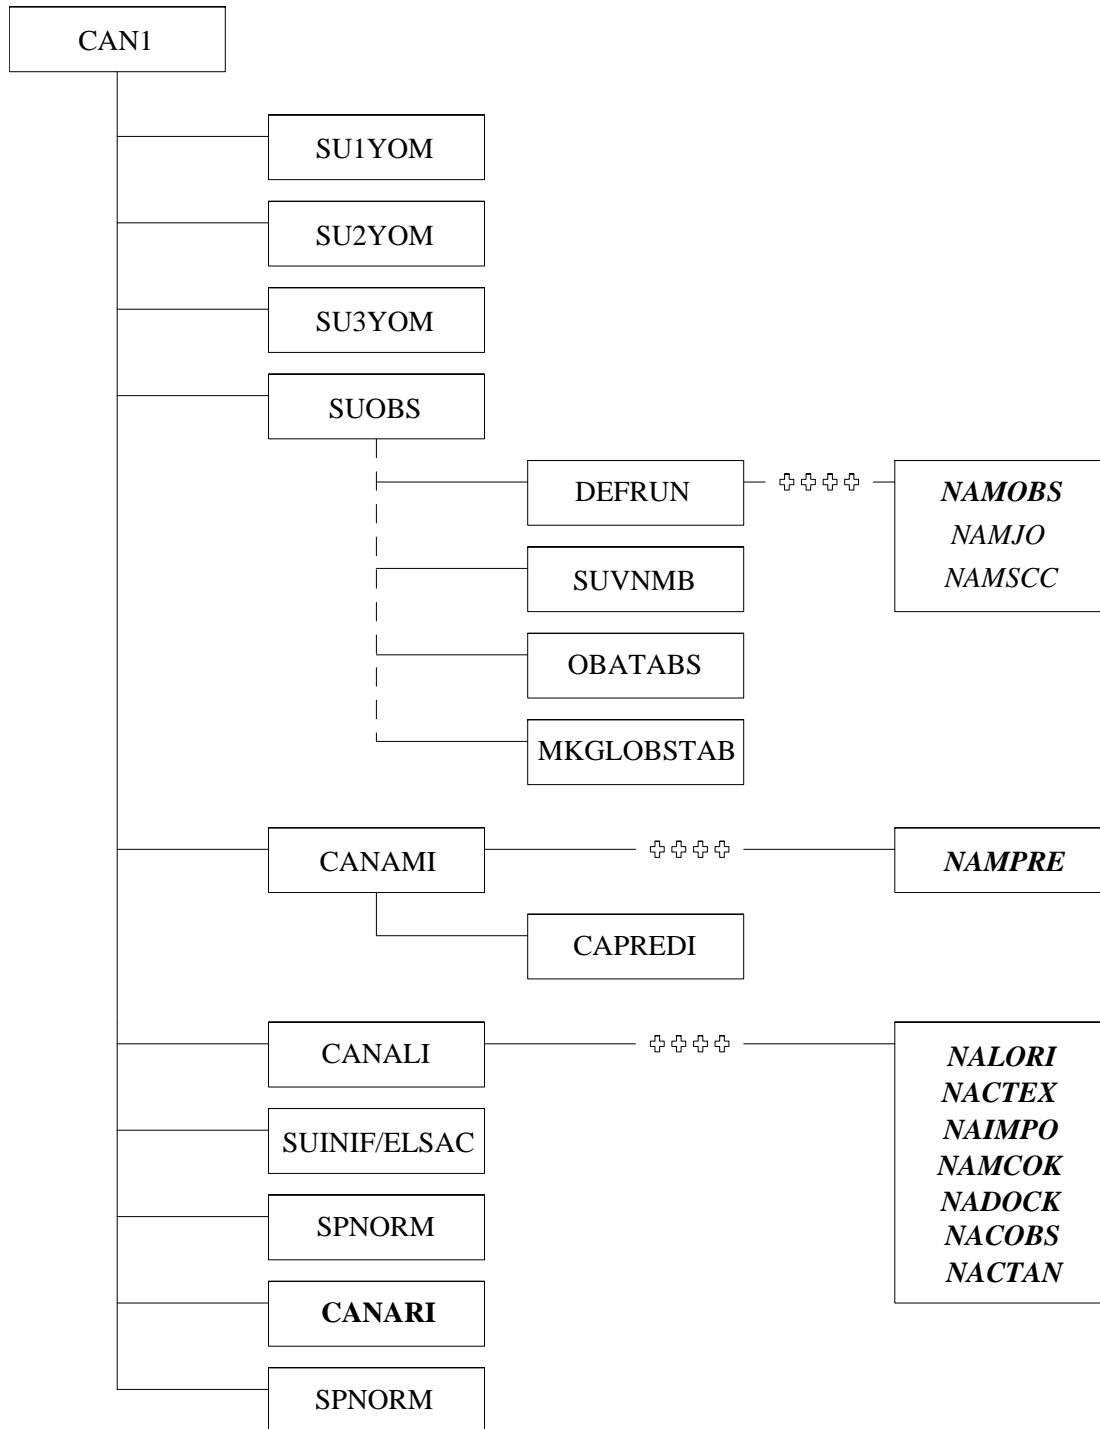 CAN1
SU1YOM
SU2YOM
SU3YOM
SUOBS
DEFRUN
NAMOBS
NAMJO
NAMSCC
SUVNMB
OBATABS
MKGLOBSTAB
CANAMI
NAMPRE
CAPREDI
CANALI
NALORI
NACTEX
NAIMPO
NAMCOK
NADOCK
NACOBS
NACTAN
SUINIF/ELSAC
SPNORM
CANARI
SPNORM